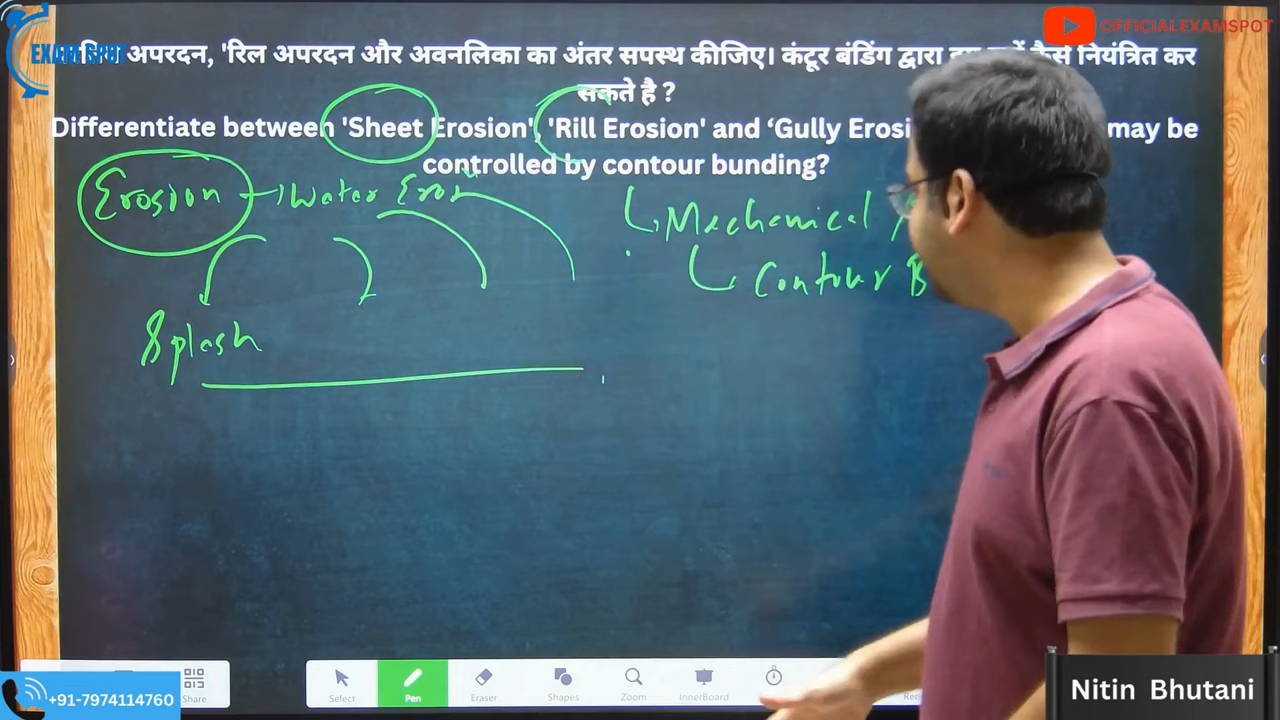 EXAM SPOT
OFFICIALEXAMSPOT
अपरदन, 'रिल अपरदन और अवनलिका का अंतर सपस्थ कीजिए। कंटूर बंडिंग द्वारा कैसे नियंत्रित कर
सकते है ?
Differentiate between 'Sheet Erosion', 'Rill Erosion' and ‘Gully may be
controlled by contour bunding?
Erosion → Water
Mechanical
Contour
Splash
Share
Select
Pen
Eraser
Shapes
Zoom
InnerBoard
+91-7974114760
Nitin Bhutani